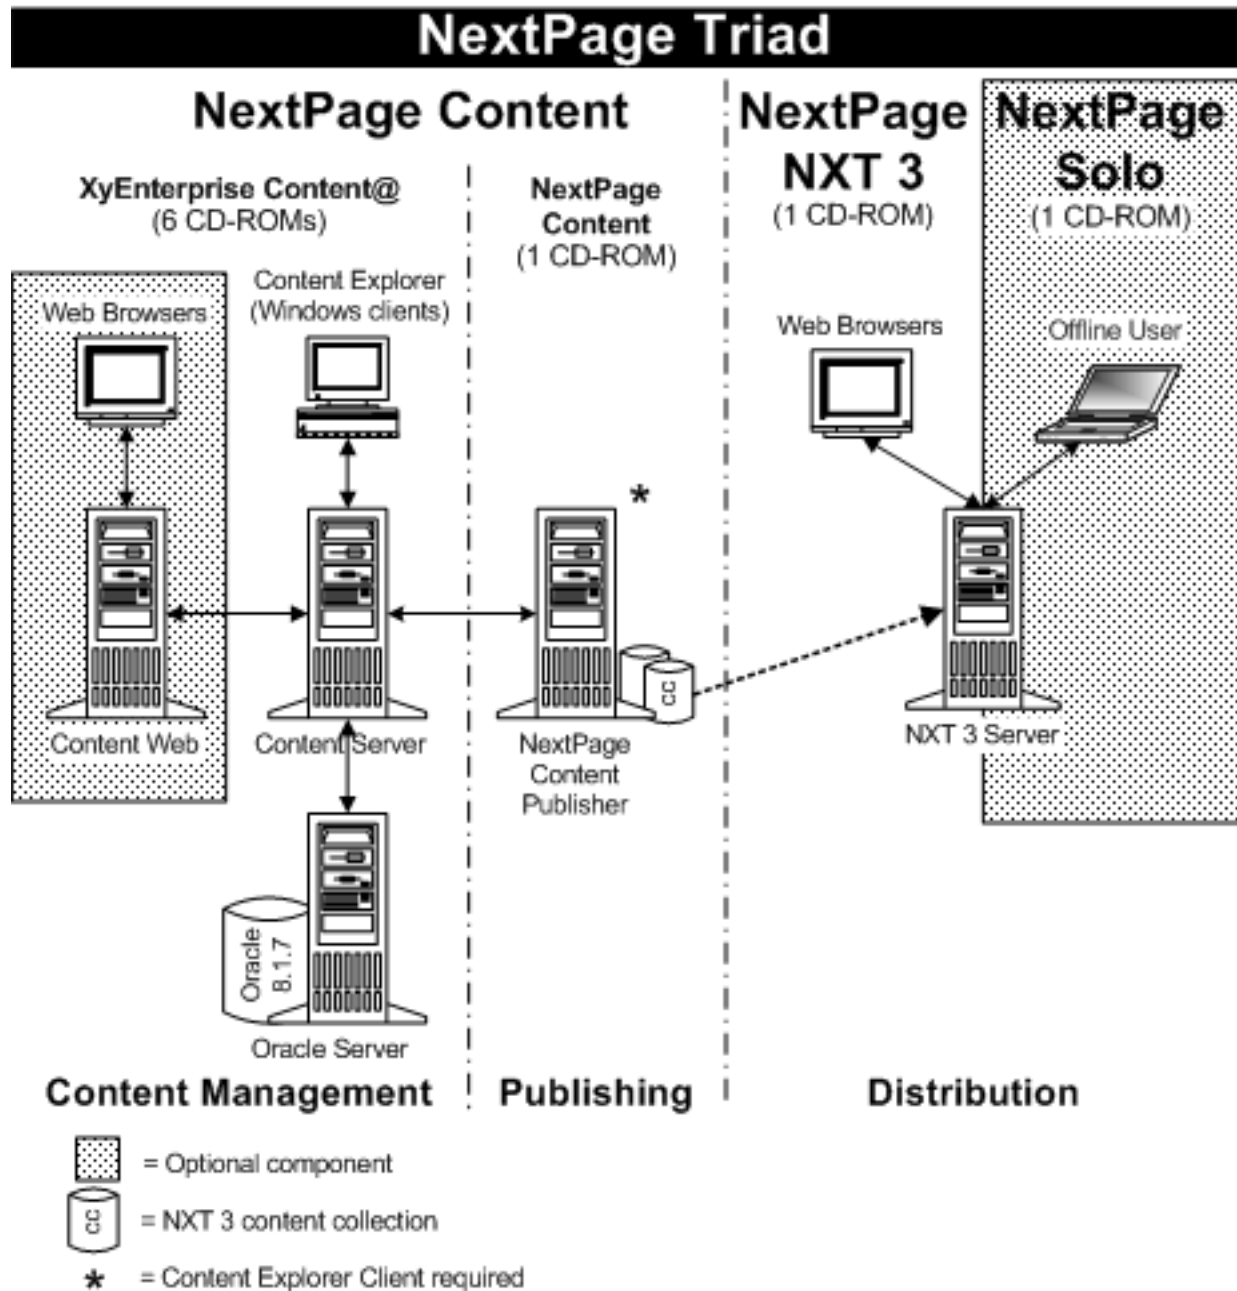 NextPage Triad
NextPage Content
XyEnterprise Content@
(6 CD-ROMs)
Web Browsers
Content Explorer
(Windows clients)
Content Web
Content Server
Oracle
8.1.7
Oracle Server
Content Management
NextPage
Content
(1 CD-ROM)
*
CC
NextPage
Content
Publisher
Publishing
NextPage
NXT 3
(1 CD-ROM)
NextPage
Solo
(1 CD-ROM)
Web Browsers
Offline User
NXT 3 Server
Distribution
= Optional component
CC
= NXT 3 content collection
* = Content Explorer Client required